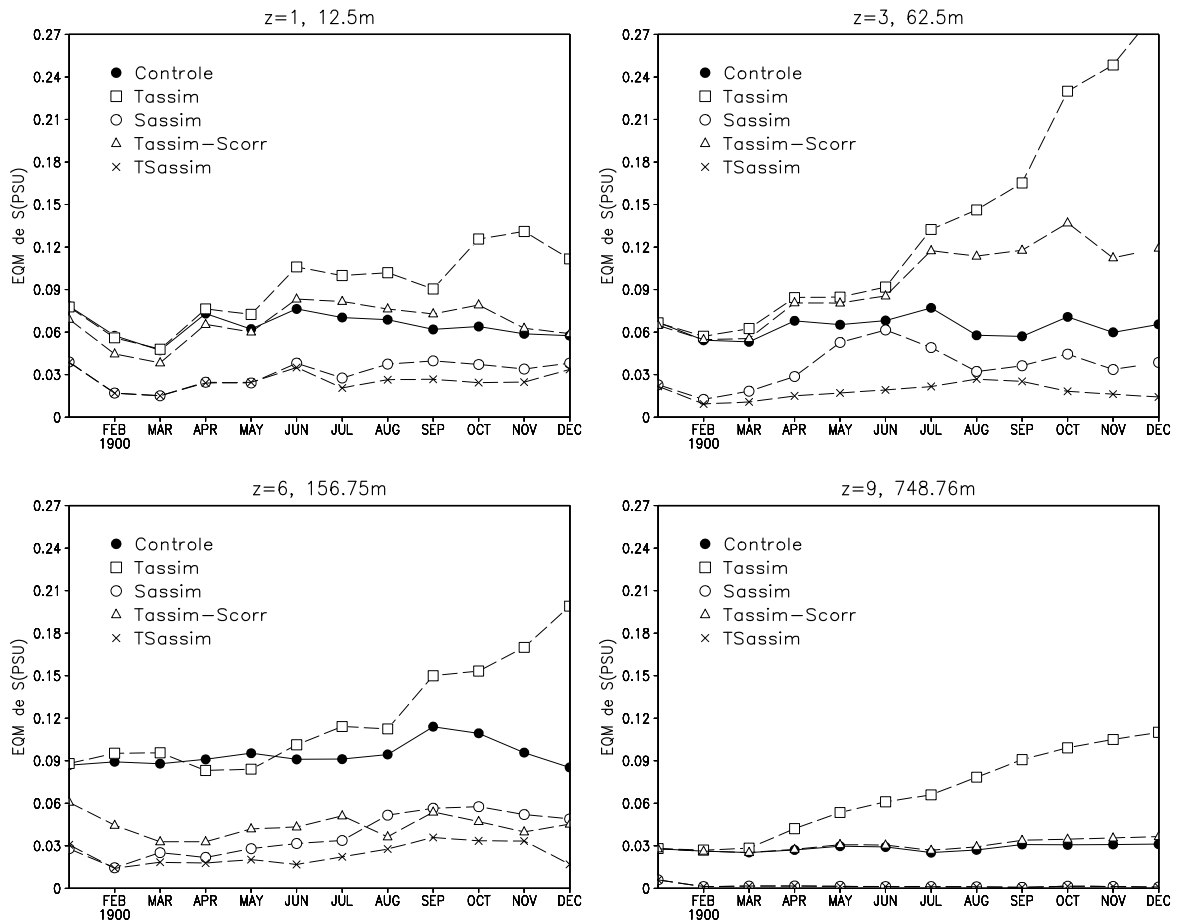 z=1, 12.5m
0.27
0.24
0.21
0.18
0.15
0.12
0.09
0.06
0.03
0
EQM de S(PSU)
Controle
Tassim
Sassim
Tassim-Scorr
TSassim
FEB MAR APR MAY JUN JUL AUG SEP OCT NOV DEC
1900
z=3, 62.5m
0.27
0.24
0.21
0.18
0.15
0.12
0.09
0.06
0.03
0
EQM de S(PSU)
Controle
Tassim
Sassim
Tassim-Scorr
TSassim
FEB MAR APR MAY JUN JUL AUG SEP OCT NOV DEC
1900
z=6, 156.75m
0.27
0.24
0.21
0.18
0.15
0.12
0.09
0.06
0.03
0
EQM de S(PSU)
Controle
Tassim
Sassim
Tassim-Scorr
TSassim
FEB MAR APR MAY JUN JUL AUG SEP OCT NOV DEC
1900
z=9, 748.76m
0.27
0.24
0.21
0.18
0.15
0.12
0.09
0.06
0.03
0
EQM de S(PSU)
Controle
Tassim
Sassim
Tassim-Scorr
TSassim
FEB MAR APR MAY JUN JUL AUG SEP OCT NOV DEC
1900